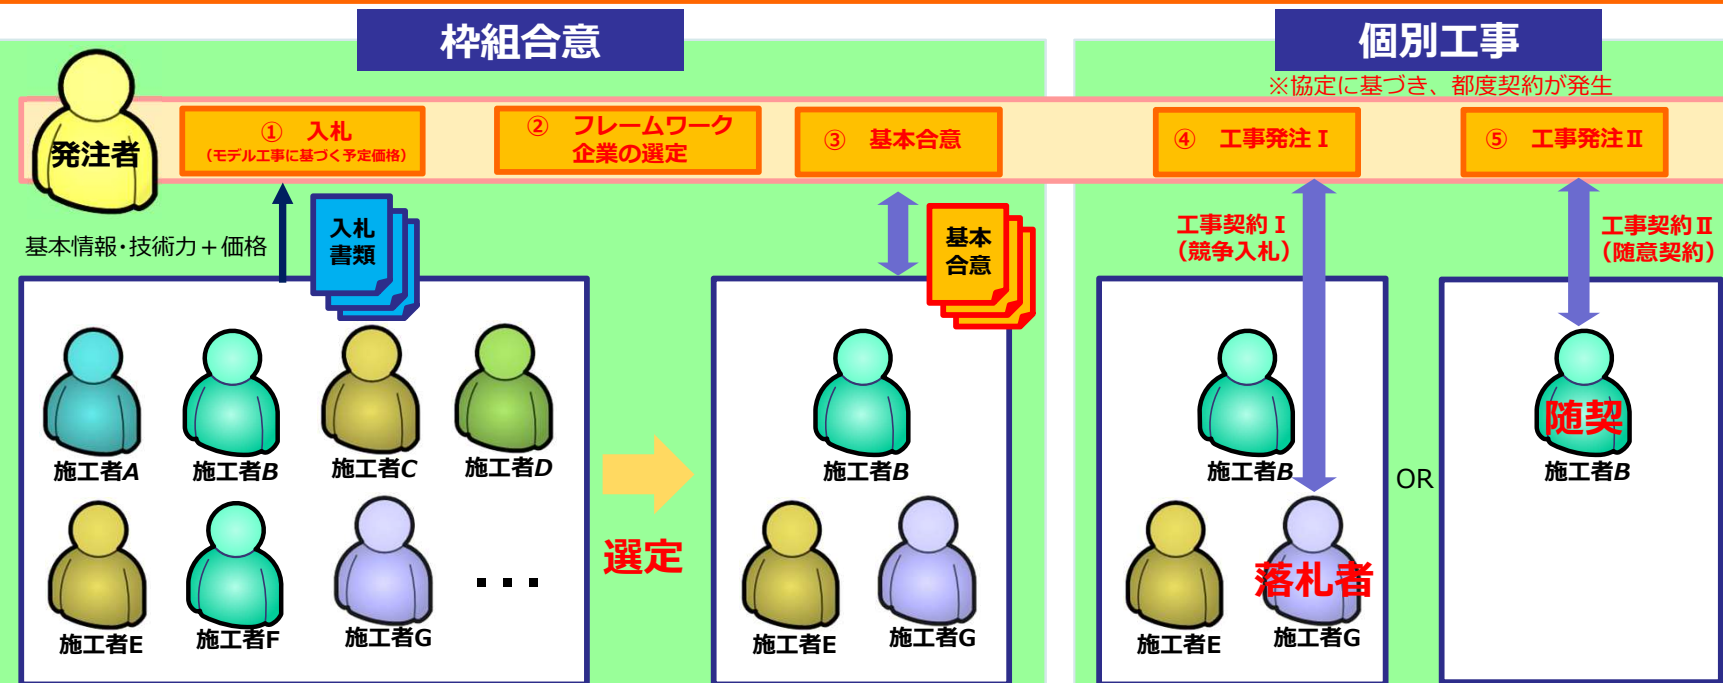 枠組合意
個別工事
※協定に基づき、都度契約が発生
発注者
① 入札
(モデル工事に基づく予定価格)
② フレームワーク
企業の選定
③ 基本合意
④ 工事発注Ⅰ
⑤ 工事発注Ⅱ
基本情報・技術力+価格
入札
書類
基本
合意
工事契約Ⅰ
(競争入札)
工事契約Ⅱ
(随意契約)
施工者A
施工者B
施工者C
施工者D
施工者E
施工者F
施工者G
・・・
選定
施工者B
施工者E
施工者G
施工者B
施工者E
落札者
施工者G
OR
随契
施工者B